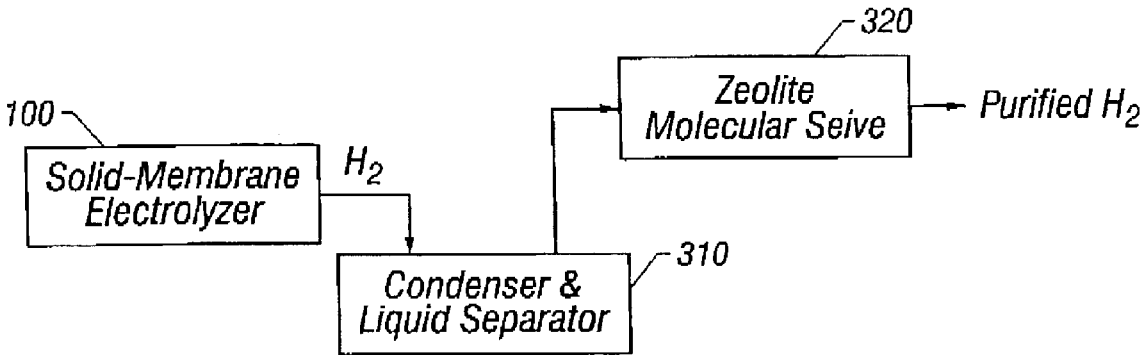 100
Solid-Membrane
Electrolyzer
H2
310
Condenser &
Liquid Separator
320
Zeolite
Molecular Seive
Purified H2